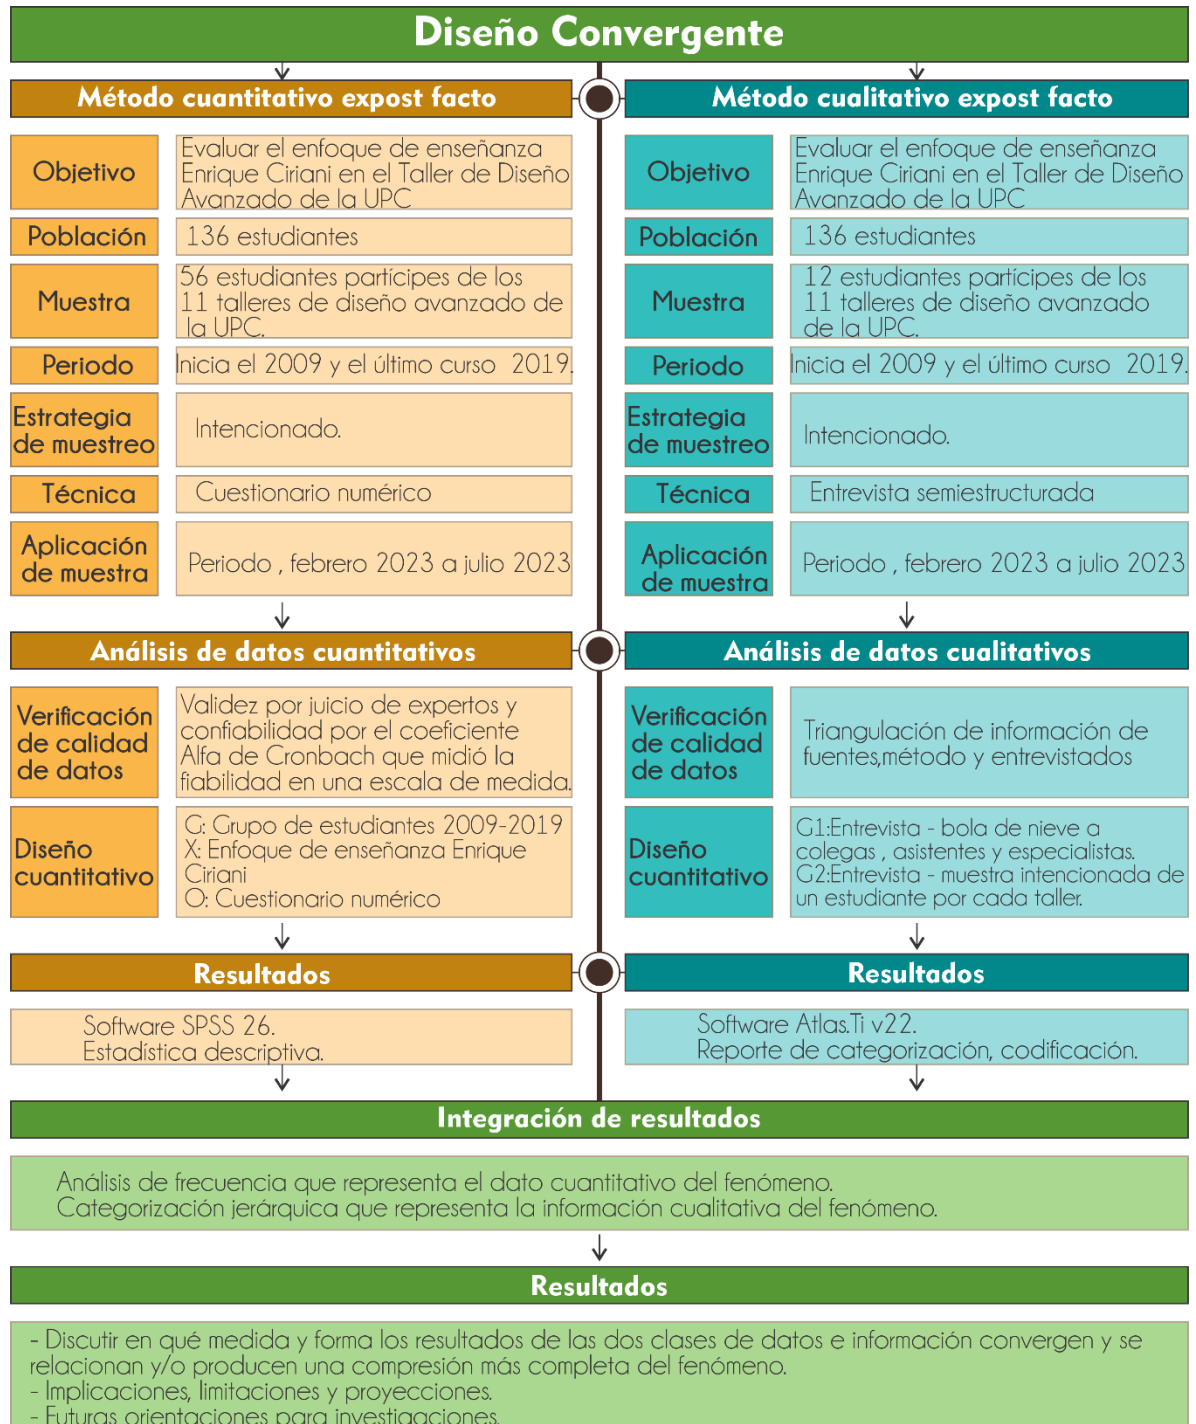 Diseño Convergente
Método cuantitativo expost facto
Objetivo
Evaluar el enfoque de enseñanza
Enrique Ciriani en el Taller de Diseño
Avanzado de la UPC
Población
136 estudiantes
Muestra
56 estudiantes partícipes de los
11 talleres de diseño avanzado de
la UPC.
Periodo
Inicia el 2009 y el último curso 2019.
Estrategia
de muestreo
Intencionado.
Técnica
Cuestionario numérico
Aplicación
de muestra
Periodo , febrero 2023 a julio 2023
Análisis de datos cuantitativos
Verificación
de calidad
de datos
Validez por juicio de expertos y
confiabilidad por el coeficiente
Alfa de Cronbach que midió la
fiabilidad en una escala de medida.
Diseño
cuantitativo
G: Grupo de estudiantes 2009-2019
X: Enfoque de enseñanza Enrique
Ciriani
O: Cuestionario numérico
Resultados
Software SPSS 26.
Estadística descriptiva.
Método cualitativo expost facto
Objetivo
Evaluar el enfoque de enseñanza
Enrique Ciriani en el Taller de Diseño
Avanzado de la UPC
Población
136 estudiantes
Muestra
12 estudiantes partícipes de los
11 talleres de diseño avanzado
de la UPC.
Periodo
Inicia el 2009 y el último curso 2019.
Estrategia
de muestreo
Intencionado.
Técnica
Entrevista semiestructurada
Aplicación
de muestra
Periodo , febrero 2023 a julio 2023
Análisis de datos cualitativos
Verificación
de calidad
de datos
Triangulación de información de
fuentes,método y entrevistados
Diseño
cuantitativo
G1:Entrevista - bola de nieve a
colegas , asistentes y especialistas.
G2:Entrevista - muestra intencionada de
un estudiante por cada taller.
Resultados
Software Atlas.Ti v22.
Reporte de categorización, codificación.
Integración de resultados
Análisis de frecuencia que representa el dato cuantitativo del fenómeno.
Categorización jerárquica que representa la información cualitativa del fenómeno.
Resultados
- Discutir en qué medida y forma los resultados de las dos clases de datos e información convergen y se
relacionan y/o producen una compresión más completa del fenómeno.
- Implicaciones, limitaciones y proyecciones.
- Futuras orientaciones para investigaciones.